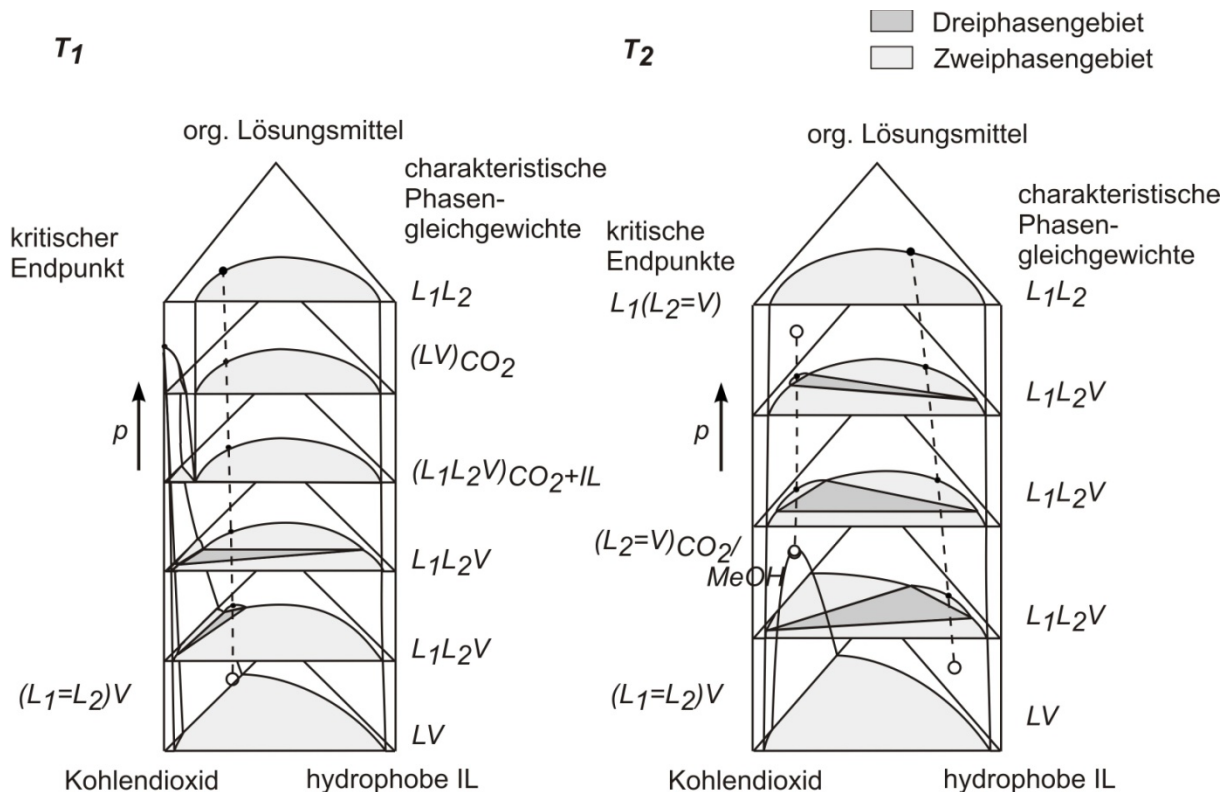 T1
T2
Dreiphasengebiet
Zweiphasengebiet
org. Lösungsmittel
charakteristische
Phasen-
gleichgewichte
kritischer
Endpunkt
L1L2
(LV)CO2
p
(L1L2V)CO2+IL
L1L2V
L1L2V
(L1=L2)V
LV
Kohlendioxid
hydrophobe IL
org. Lösungsmittel
charakteristische
Phasen-
gleichgewichte
kritische
Endpunkte
L1(L2=V)
L1L2
L1L2V
p
L1L2V
(L2=V)CO2/
MeOH
L1L2V
(L1=L2)V
LV
Kohlendioxid
hydrophobe IL